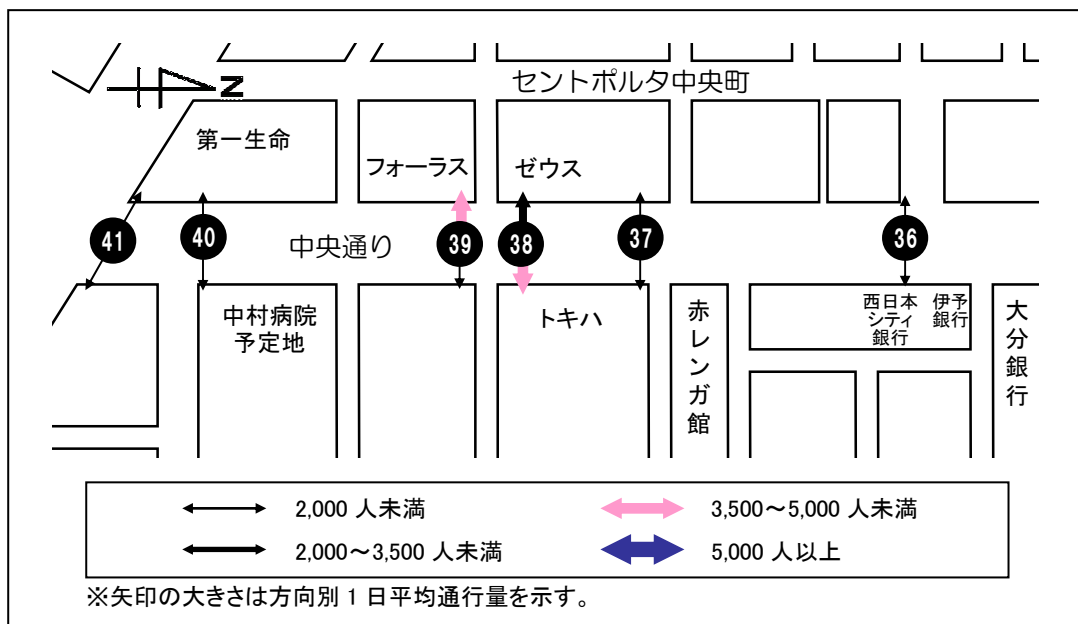 セントポルタ中央町
N
第一生命
フォーラス
ゼウス
41
40
中央通り
39
38
37
36
中村病院
予定地
トキハ
赤レンガ館
西日本
シティ
銀行
伊予
銀行
大分銀行
2,000 人未満
3,500～5,000 人未満
2,000～3,500 人未満
5,000 人以上
※矢印の大きさは方向別 1 日平均通行量を示す。